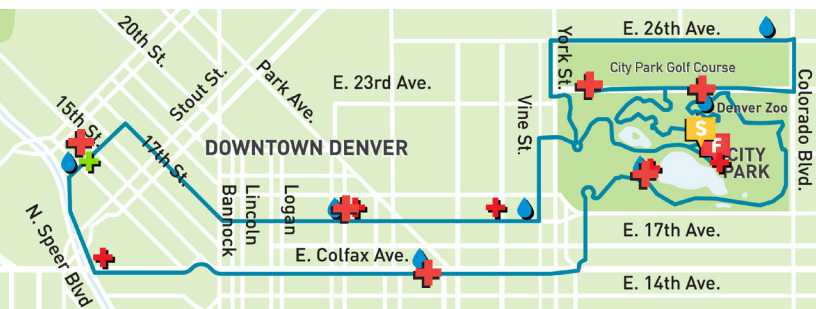 E. 26th Ave.
20th St.
York St.
City Park Golf Course
Stout St.
Park Ave.
E. 23rd Ave.
Colorado Blvd.
15th St.
Vine St.
Denver Zoo
S
17th St.
DOWNTOWN DENVER
F
CITY
PARK
Bannock
Lincoln
Logan
N. Speer Blvd
E. 17th Ave.
E. Colfax Ave.
E. 14th Ave.